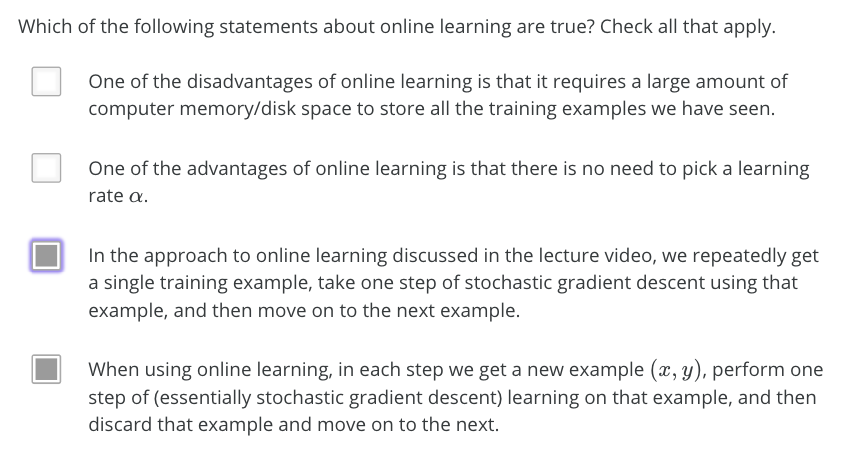 Which of the following statements about online learning are true? Check all that apply.
One of the disadvantages of online learning is that it requires a large amount of
computer memory/disk space to store all the training examples we have seen.
One of the advantages of online learning is that there is no need to pick a learning
rate α.
In the approach to online learning discussed in the lecture video, we repeatedly get
a single training example, take one step of stochastic gradient descent using that
example, and then move on to the next example.
When using online learning, in each step we get a new example (x, y), perform one
step of (essentially stochastic gradient descent) learning on that example, and then
discard that example and move on to the next.